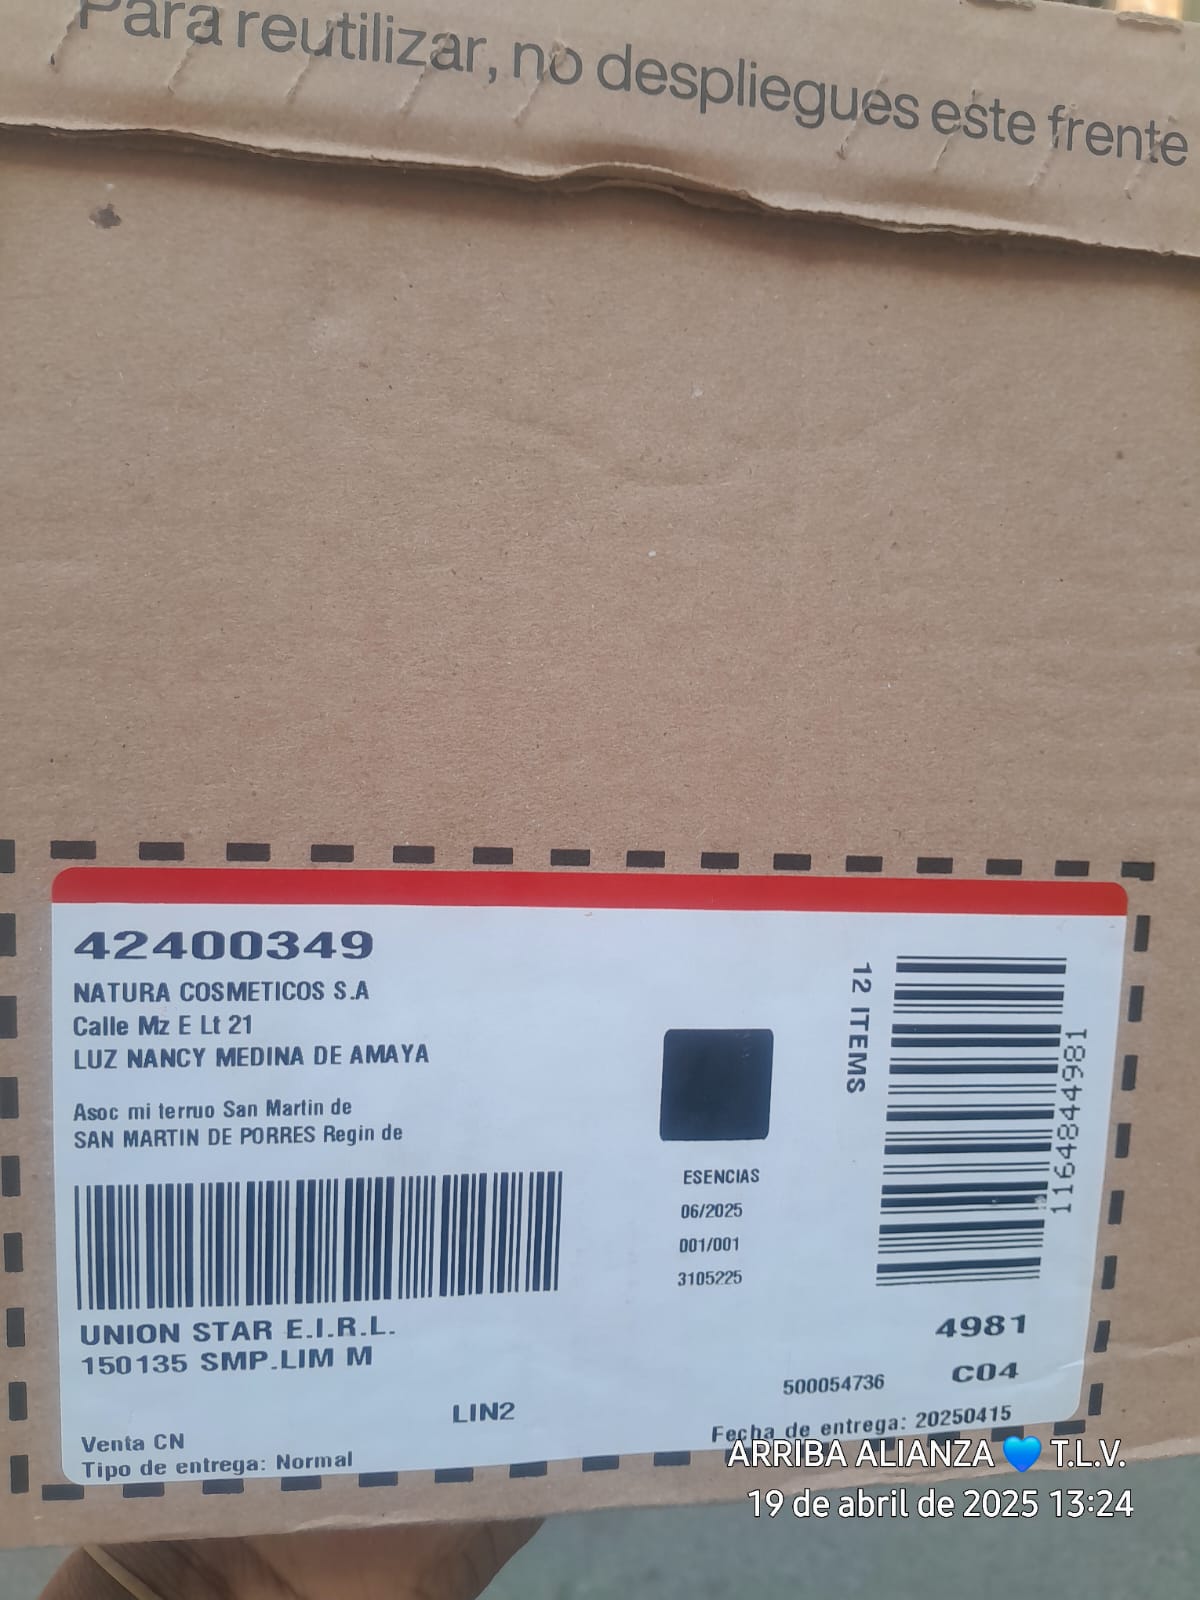 Para reutilizar, no despliegues este frente
42400349
NATURA COSMETICOS S.A
Calle Mz E Lt 21
LUZ NANCY MEDINA DE AMAYA
Asoc mi terruo San Martin de
SAN MARTIN DE PORRES Regin de
UNION STAR E.I.R.L.
150135 SMP.LIM M
LIN2
Venta CN
Tipo de entrega: Normal
ESENCIAS
06/2025
001/001
3105225
12 ITEMS
1164844981
4981
C04
500054736
Fecha de entrega: 20250415
ARRIBA ALIANZA 💙 T.L.V.
19 de abril de 2025 13:24